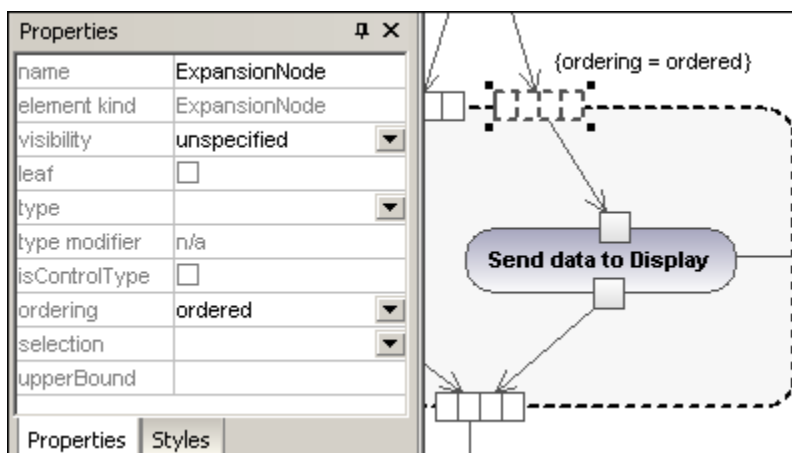 Properties
name ExpansionNode
element kind ExpansionNode
visibility unspecified
leaf
type
type modifier n/a
isControlType
ordering ordered
selection
upperBound
Properties Styles
{ordering = ordered}
Send data to Display